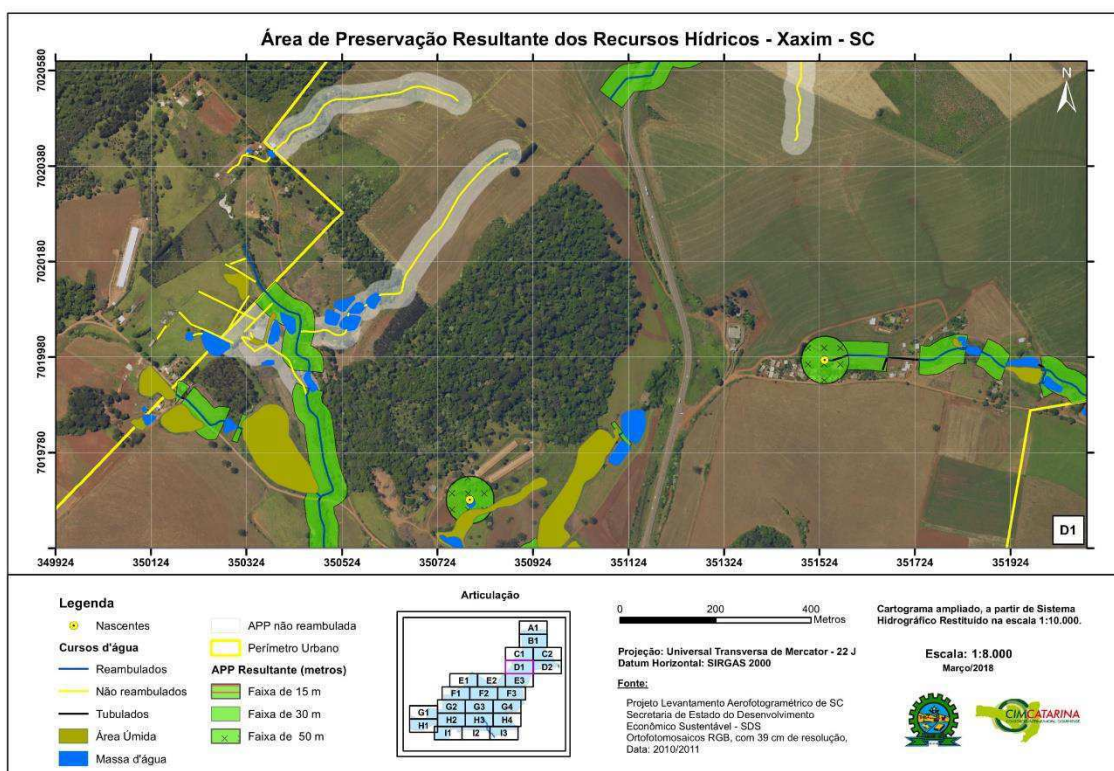 Área de Preservação Resultante dos Recursos Hídricos - Xaxim - SC
N
7020580
7020380
7020180
7019980
7019780
D1
349924
350124
350324
350524
350724
350924
351124
351324
351524
351724
351924
Legenda
Nascentes
Cursos d'água
Reambulados
Não reambulados
Tubulados
Área Úmida
Massa d'água
APP não reambulada
Perímetro Urbano
APP Resultante (metros)
Faixa de 15 m
Faixa de 30 m
Faixa de 50 m
Articulação
A1
B1
C1 C2
D1 D2
E1 E2 E3
F1 F2 F3
G1 G2 G3 G4
H1 H2 H3 H4
I1 I2 I3
0 200 400
Metros
Projeção: Universal Transversa de Mercator - 22 J
Datum Horizontal: SIRGAS 2000
Fonte:
Projeto Levantamento Aerofotogramétrico de SC
Secretaria de Estado do Desenvolvimento
Econômico Sustentável - SDS
Ortofotomosaicos RGB, com 39 cm de resolução,
Data: 2010/2011
Cartograma ampliado, a partir de Sistema
Hidrográfico Restituído na escala 1:10.000.
Escala: 1:8.000
Março/2018
CIMCATARINA